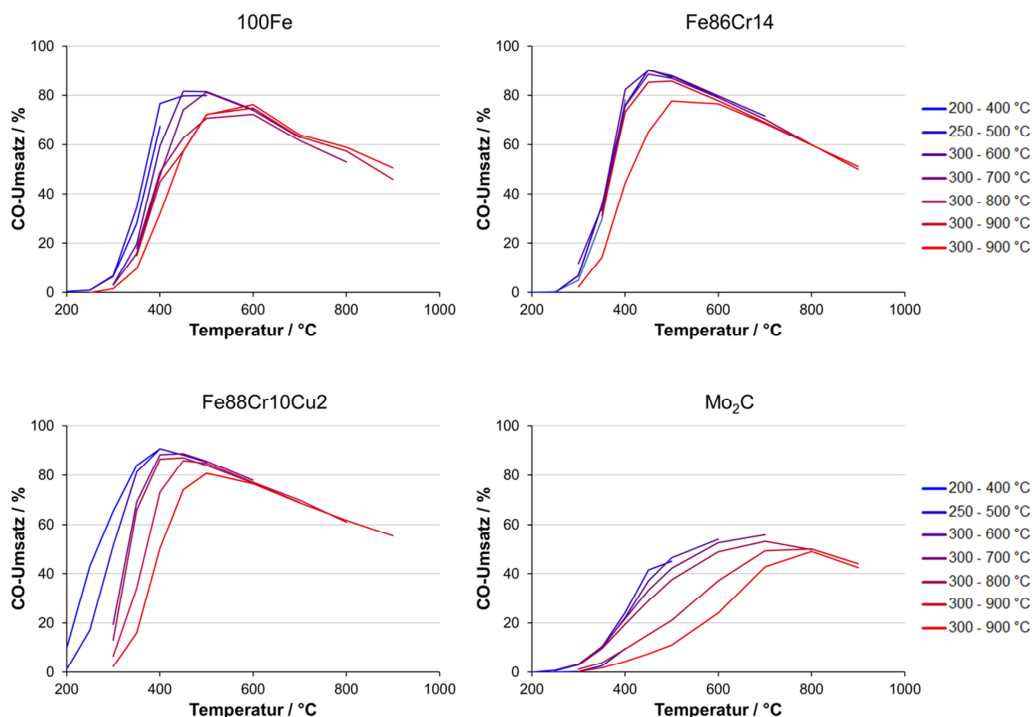 100Fe
CO-Umsatz / %
100
80
60
40
20
0
200 400 600 800 1000
Temperatur / °C
Fe86Cr14
CO-Umsatz / %
100
80
60
40
20
0
200 400 600 800 1000
Temperatur / °C
200 - 400 °C
250 - 500 °C
300 - 600 °C
300 - 700 °C
300 - 800 °C
300 - 900 °C
300 - 900 °C
Fe88Cr10Cu2
CO-Umsatz / %
100
80
60
40
20
0
200 400 600 800 1000
Temperatur / °C
Mo₂C
CO-Umsatz / %
100
80
60
40
20
0
200 400 600 800 1000
Temperatur / °C
200 - 400 °C
250 - 500 °C
300 - 600 °C
300 - 700 °C
300 - 800 °C
300 - 900 °C
300 - 900 °C